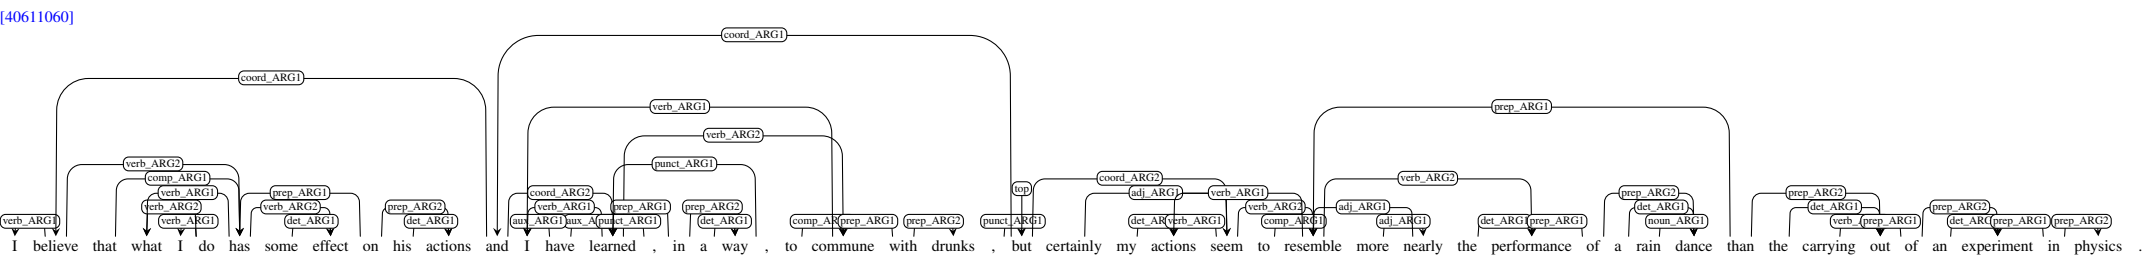 [40611060]
coord_ARG1
coord_ARG1
verb_ARG1 prep_ARG1
verb_ARG2
verb_ARG2 punct_ARG1
comp_ARG1 coord_ARG2 verb_ARG2
top
verb_ARG1 prep_ARG1 coord_ARG2 adj_ARG1 verb_ARG1 prep_ARG2 prep_ARG2
verb_ARG2 verb_ARG2 verb_ARG1 prep_ARG1 prep_ARG2 verb_ARG2 adj_ARG1 det_ARG1 det_ARG1 prep_ARG2
verb_ARG1 verb_ARG1 det_ARG1 prep_ARG2 det_ARG1 aux_ARG1 punct_ARG1 det_ARG1 prep_ARG1 prep_ARG2 punct_ARG1 verb_ARG1 comp_ARG1 adj_ARG1 det_ARG1 prep_ARG1 noun_ARG1 prep_ARG1 prep_ARG1 prep_ARG2
I believe that what I do has some effect on his actions and I have learned , in a way , to commune with drunks , but certainly my actions seem to resemble more nearly the performance of a rain dance than the carrying out of an experiment in physics .